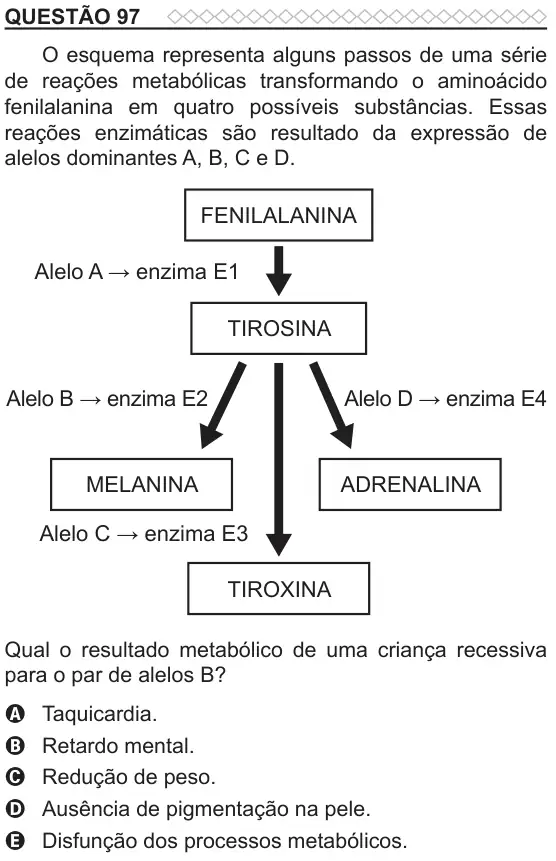 QUESTÃO 97
O esquema representa alguns passos de uma série
de reações metabólicas transformando o aminoácido
fenilalanina em quatro possíveis substâncias. Essas
reações enzimáticas são resultado da expressão de
alelos dominantes A, B, C e D.
FENILALANINA
Alelo A → enzima E1
TIROSINA
Alelo B → enzima E2
Alelo D → enzima E4
MELANINA
ADRENALINA
Alelo C → enzima E3
TIROXINA
Qual o resultado metabólico de uma criança recessiva
para o par de alelos B?
A Taquicardia.
B Retardo mental.
C Redução de peso.
D Ausência de pigmentação na pele.
E Disfunção dos processos metabólicos.